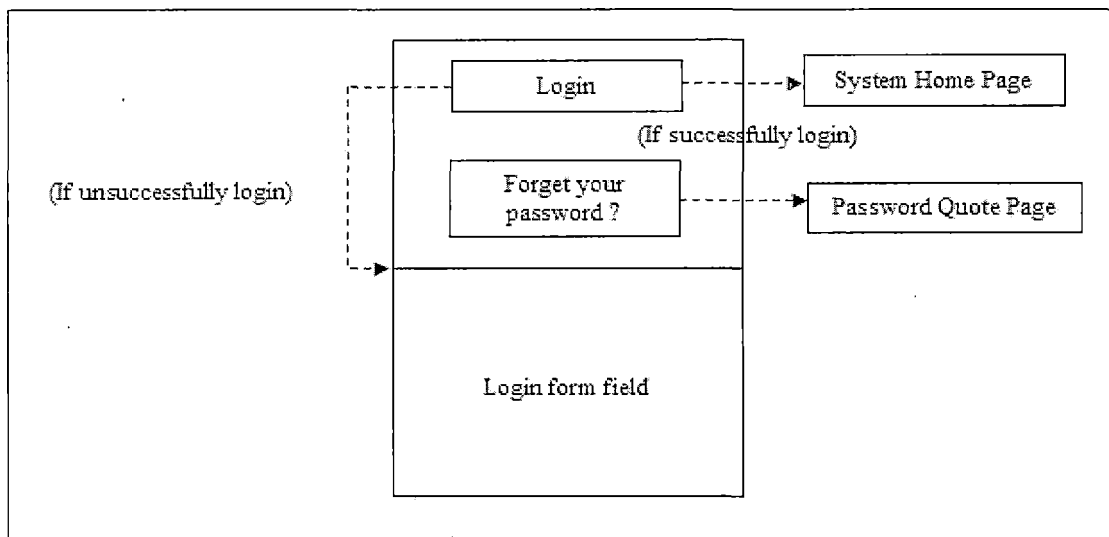 Login
System Home Page
(If successfully login)
(If unsuccessfully login)
Forget your
password ?
Password Quote Page
Login form field